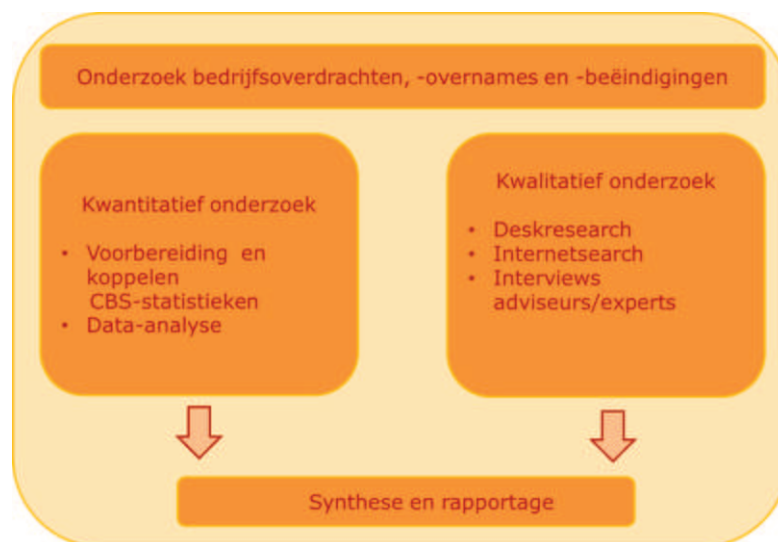 Onderzoek bedrijfsoverdrachten, -overnames en -beëindigingen
Kwantitatief onderzoek
• Voorbereiding en
koppelen
CBS-statistieken
• Data-analyse
Kwalitatief onderzoek
• Deskresearch
• Internetsearch
• Interviews
adviseurs/experts
Synthese en rapportage